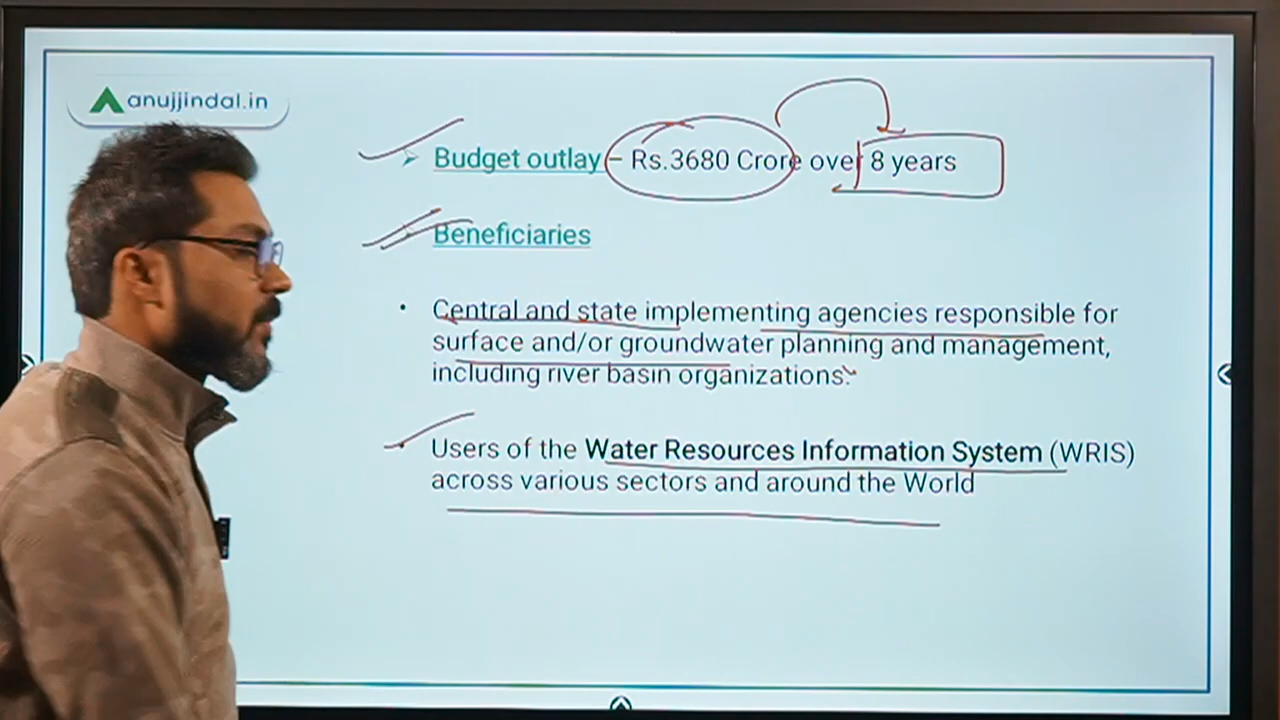 anujjindal.in
Budget outlay – Rs.3680 Crore over 8 years
Beneficiaries
Central and state implementing agencies responsible for
surface and/or groundwater planning and management,
including river basin organizations.
Users of the Water Resources Information System (WRIS)
across various sectors and around the World